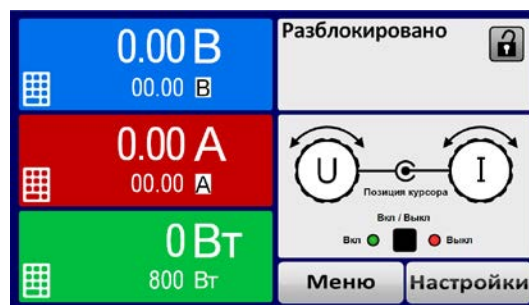 0.00 В
00.00 В
0.00 А
00.00 А
0 Вт
800 Вт
Разблокировано
U I
Позиция курсора
Вкл / Выкл
Вкл Выкл
Меню Настройки